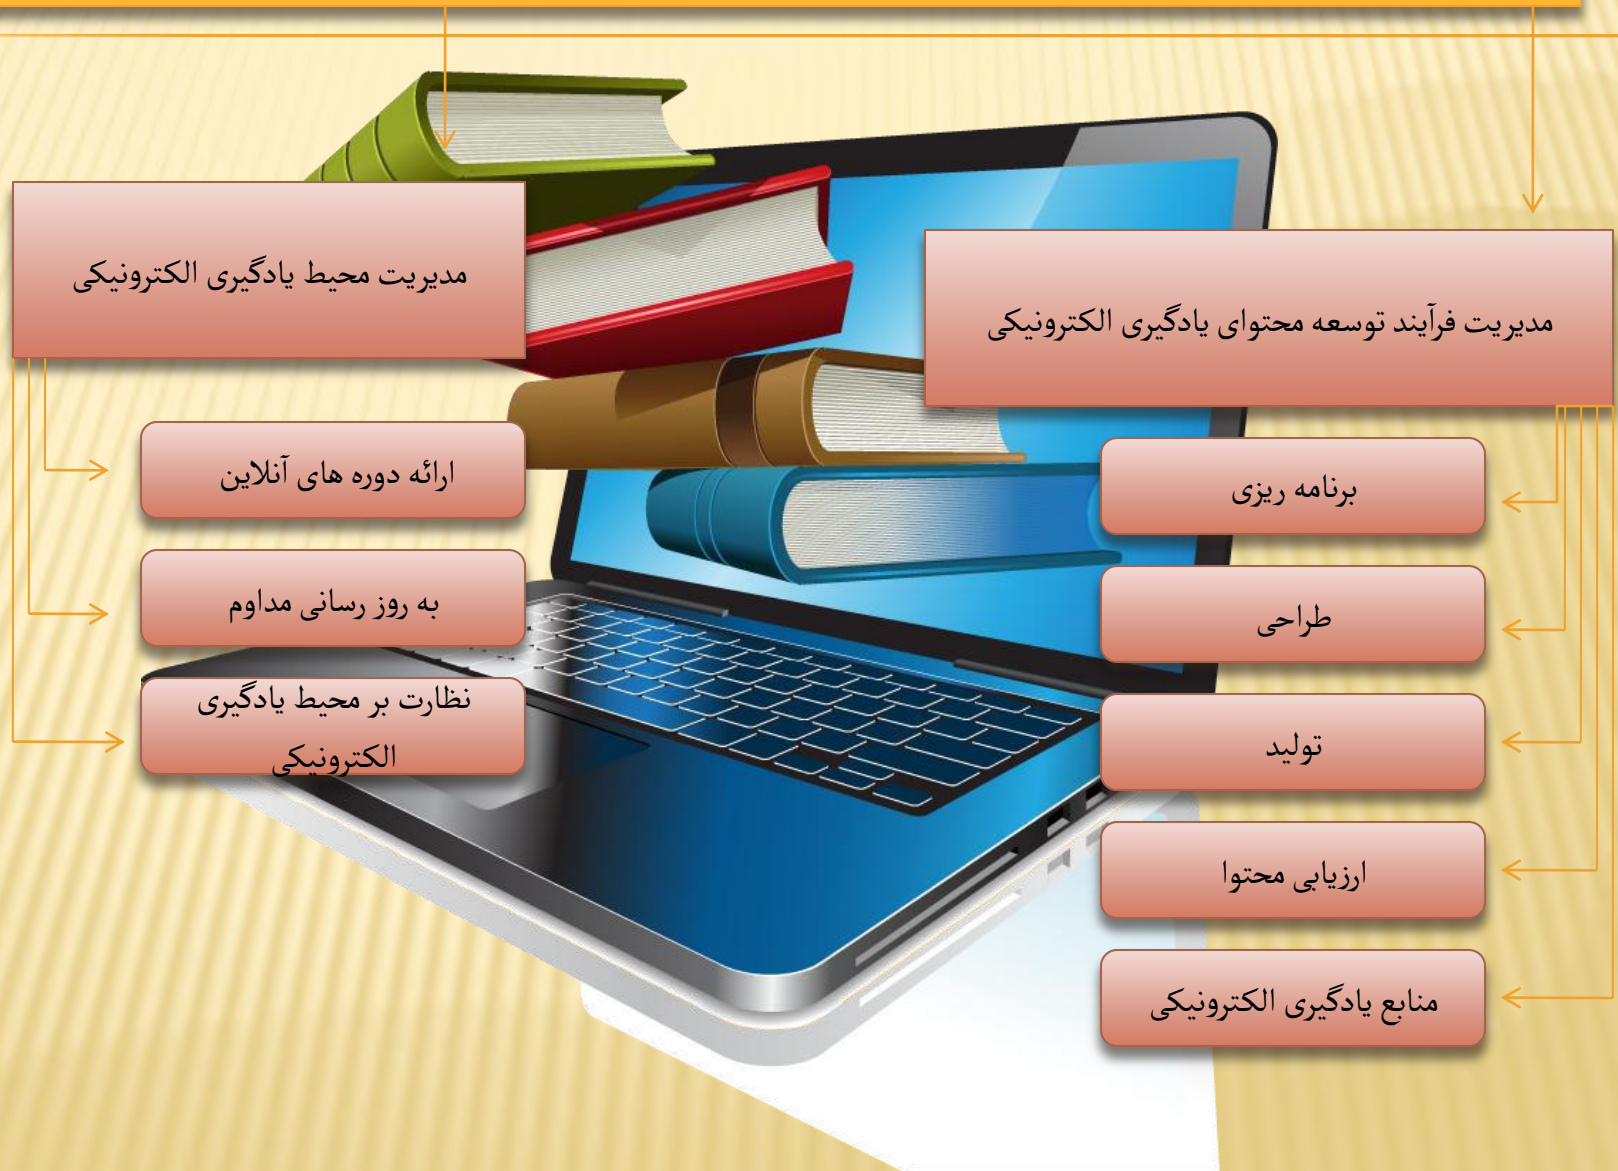 مدیریت فرآیند توسعه محتوای یادگیری الکترونیکی
برنامه ریزی
طراحی
تولید
ارزیابی محتوا
منابع یادگیری الکترونیکی
مدیریت محیط یادگیری الکترونیکی
ارائه دوره های آنلاین
به روز رسانی مداوم
نظارت بر محیط یادگیری
الکترونیکی